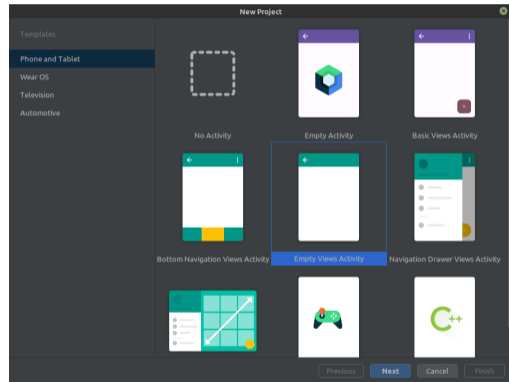 New Project
Templates
Phone and Tablet
Wear OS
Television
Automotive
No Activity
Empty Activity
Basic Views Activity
Bottom Navigation Views Activity
Empty Views Activity
Navigation Drawer Views Activity
C++
Previous
Next
Cancel
Finish